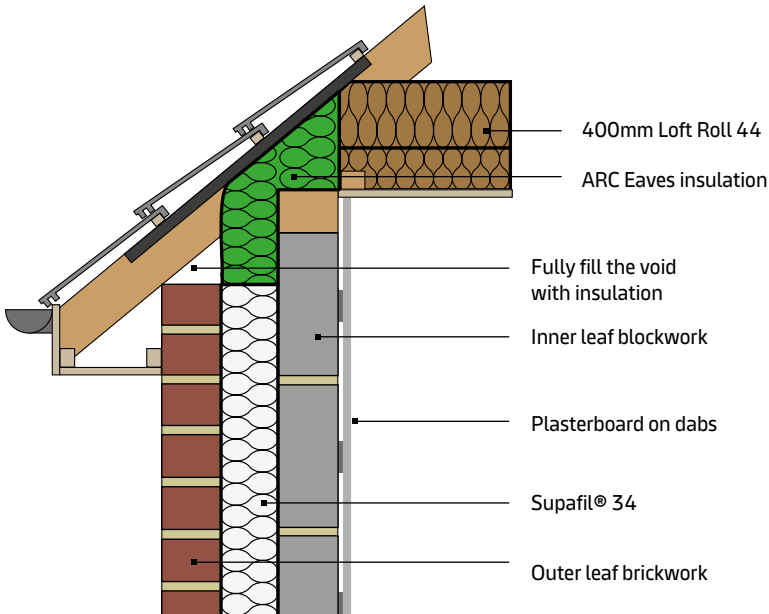 400mm Loft Roll 44
ARC Eaves insulation
Fully fill the void
with insulation
Inner leaf blockwork
Plasterboard on dabs
Supafil® 34
Outer leaf brickwork